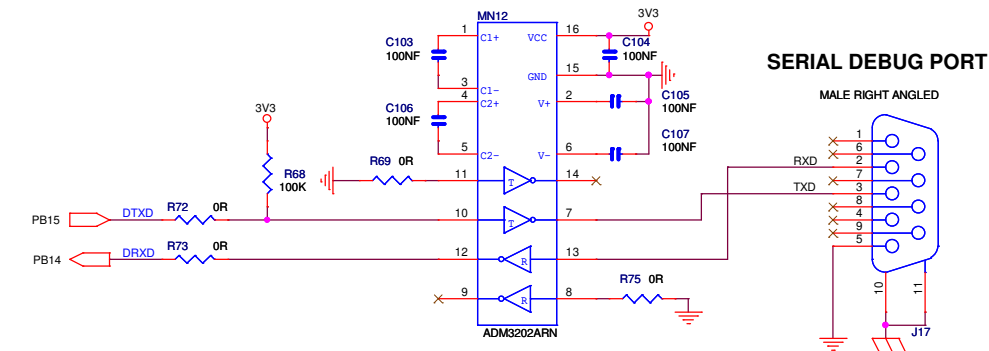 MN12
3V3
1 C1+ VCC 16
C103
100NF
C104
100NF
SERIAL DEBUG PORT
3 C1- GND 15
4 C2+ V+ 2
C105
100NF
MALE RIGHT ANGLED
C106
100NF
3V3
C107
100NF
5 C2- V- 6
1
6
RXD 2
7
TXD 3
8
4
9
5
R69 0R
11 T 14
R68
100K
R72 0R
PB15 DTXD
10 T 7
R73 0R
PB14 DRXD
12 R 13
R75 0R
9 R 8
10 11
ADM3202ARN
J17